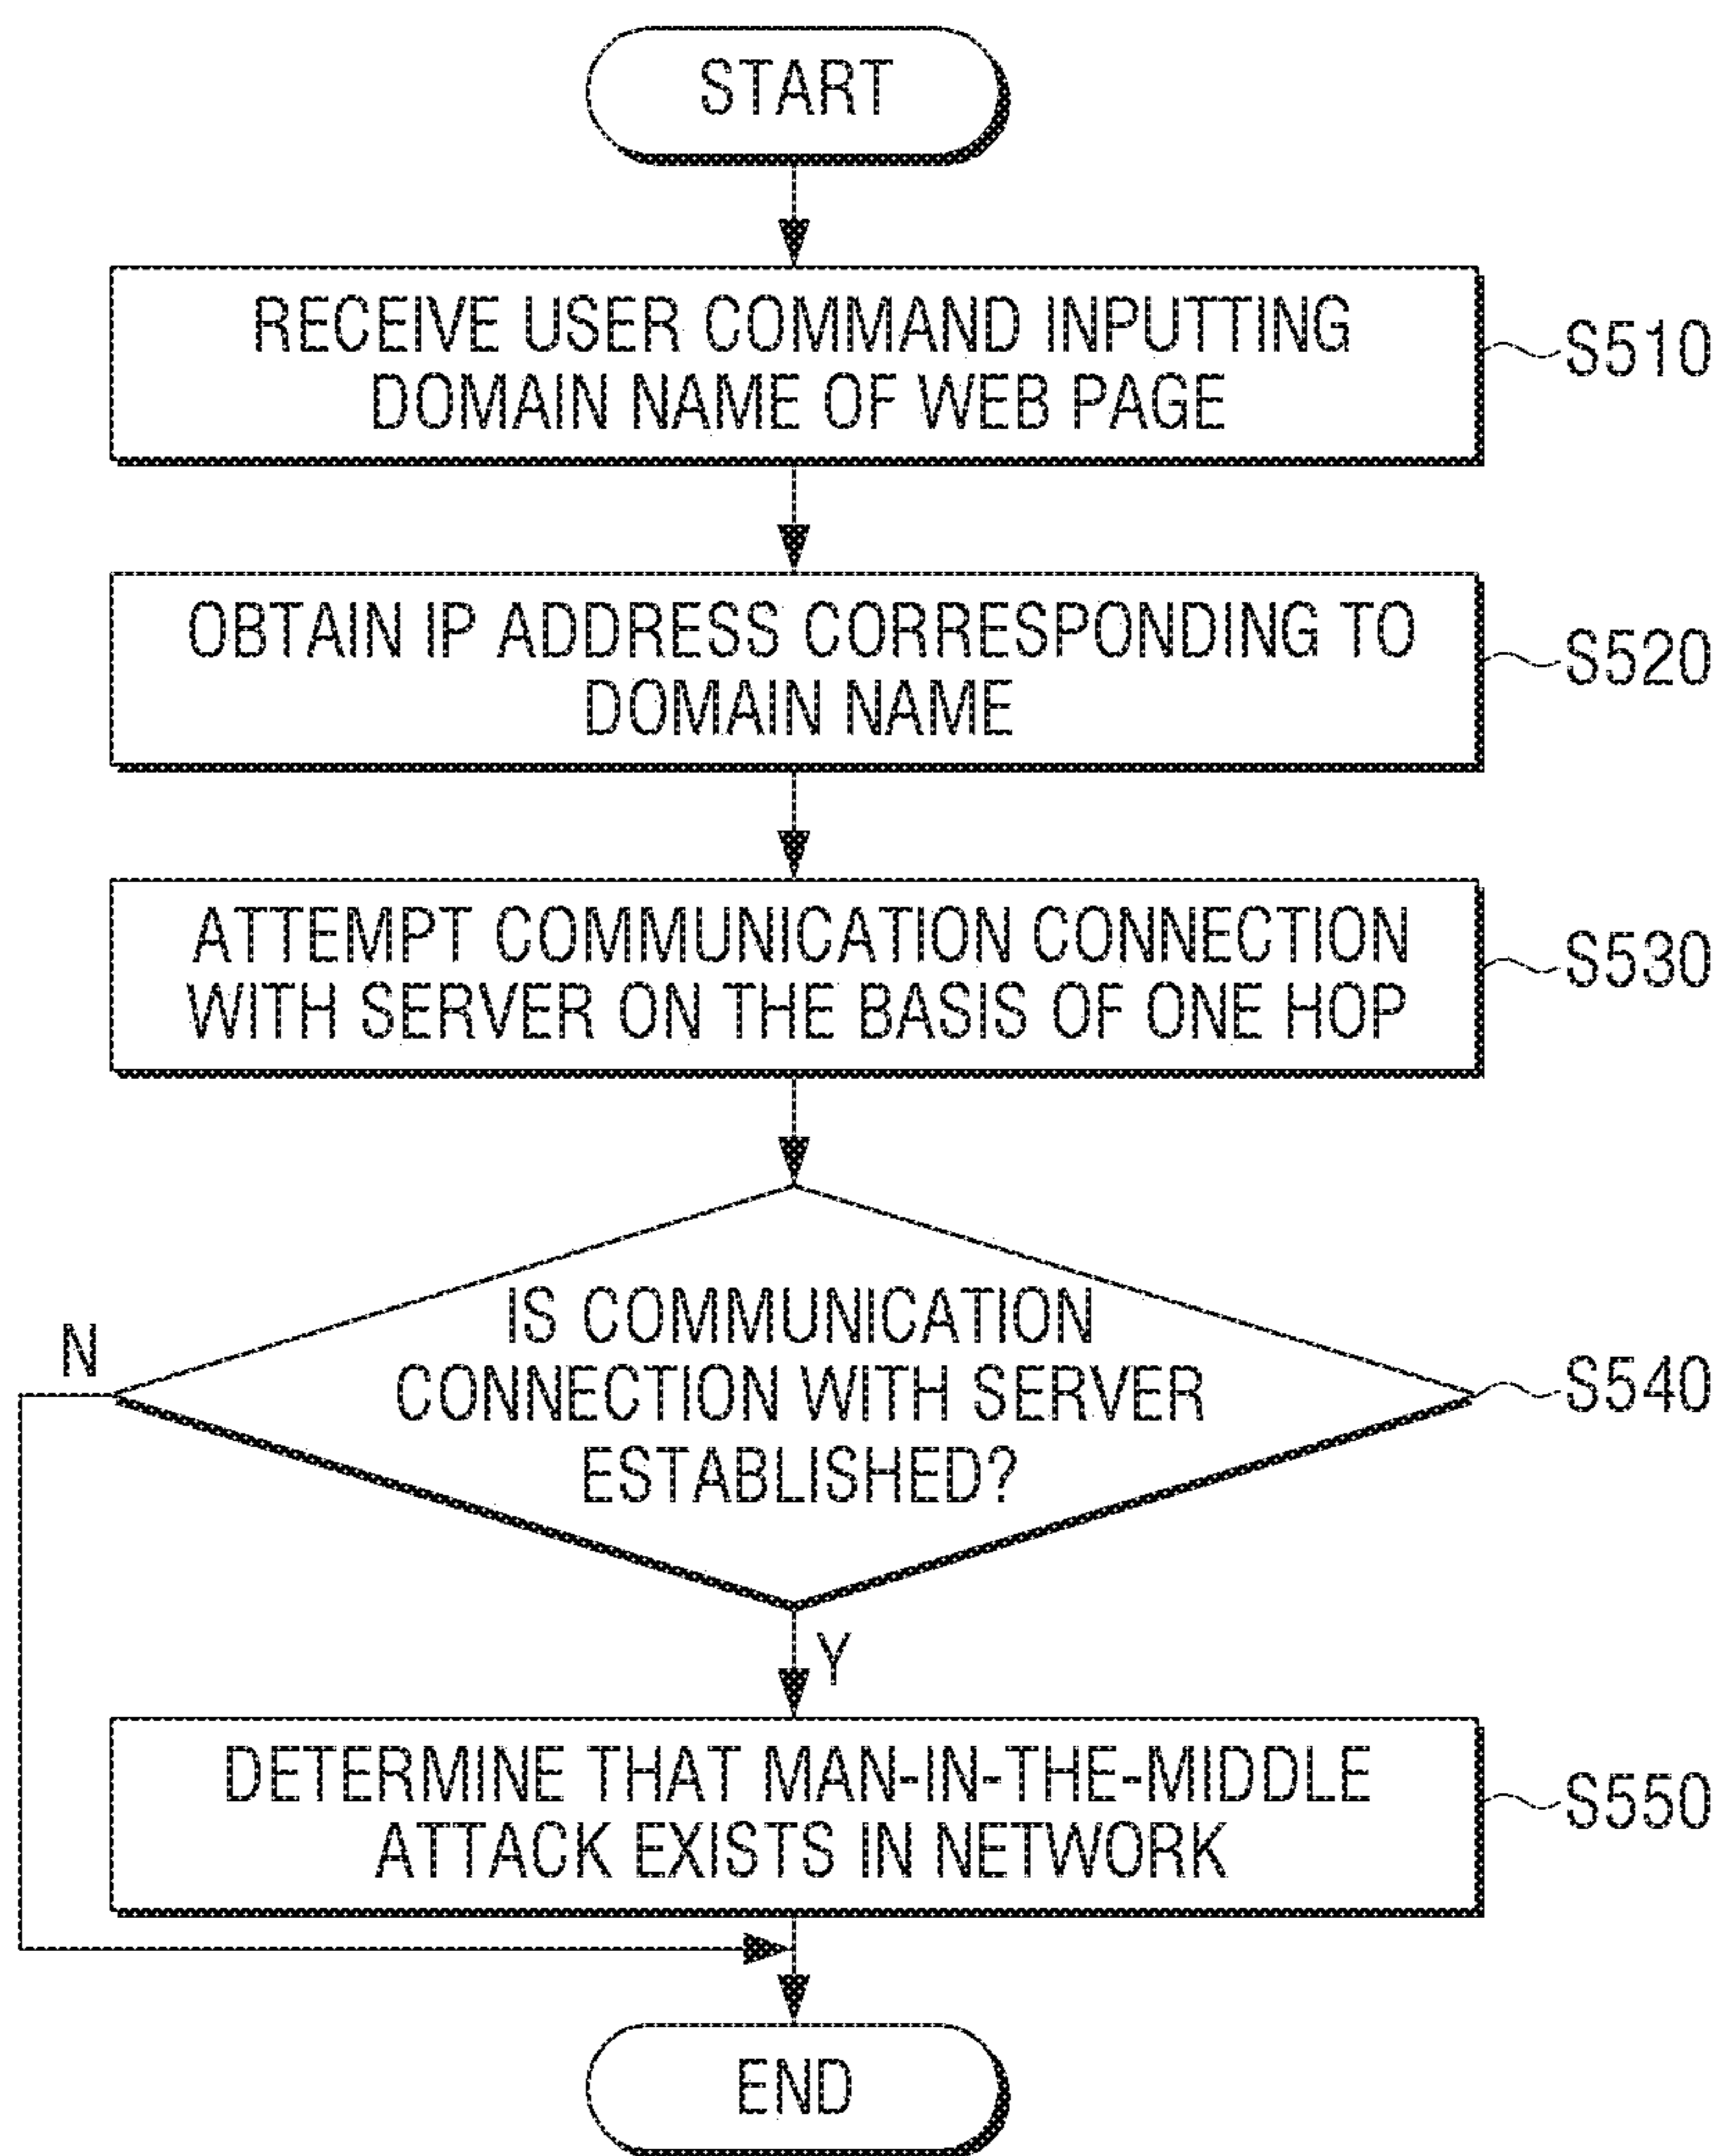 START
RECEIVE USER COMMAND INPUTTING
DOMAIN NAME OF WEB PAGE
S510
OBTAIN IP ADDRESS CORRESPONDING TO
DOMAIN NAME
S520
ATTEMPT COMMUNICATION CONNECTION
WITH SERVER ON THE BASIS OF ONE HOP
S530
IS COMMUNICATION
CONNECTION WITH SERVER
ESTABLISHED?
S540
N
Y
DETERMINE THAT MAN-IN-THE-MIDDLE
ATTACK EXISTS IN NETWORK
S550
END